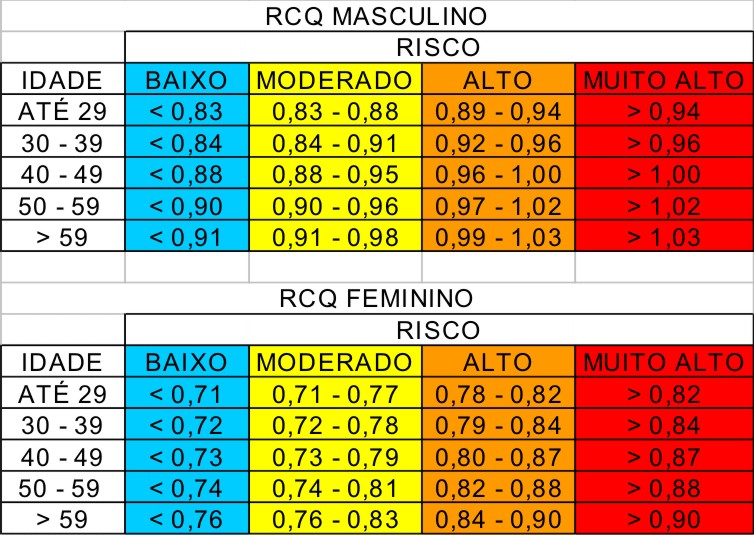 RCQ MASCULINO
RISCO
IDADE BAIXO MODERADO ALTO MUITO ALTO
ATÉ 29 < 0,83 0,83 - 0,88 0,89 - 0,94 > 0,94
30 - 39 < 0,84 0,84 - 0,91 0,92 - 0,96 > 0,96
40 - 49 < 0,88 0,88 - 0,95 0,96 - 1,00 > 1,00
50 - 59 < 0,90 0,90 - 0,96 0,97 - 1,02 > 1,02
> 59 < 0,91 0,91 - 0,98 0,99 - 1,03 > 1,03
RCQ FEMININO
RISCO
IDADE BAIXO MODERADO ALTO MUITO ALTO
ATÉ 29 < 0,71 0,71 - 0,77 0,78 - 0,82 > 0,82
30 - 39 < 0,72 0,72 - 0,78 0,79 - 0,84 > 0,84
40 - 49 < 0,73 0,73 - 0,79 0,80 - 0,87 > 0,87
50 - 59 < 0,74 0,74 - 0,81 0,82 - 0,88 > 0,88
> 59 < 0,76 0,76 - 0,83 0,84 - 0,90 > 0,90